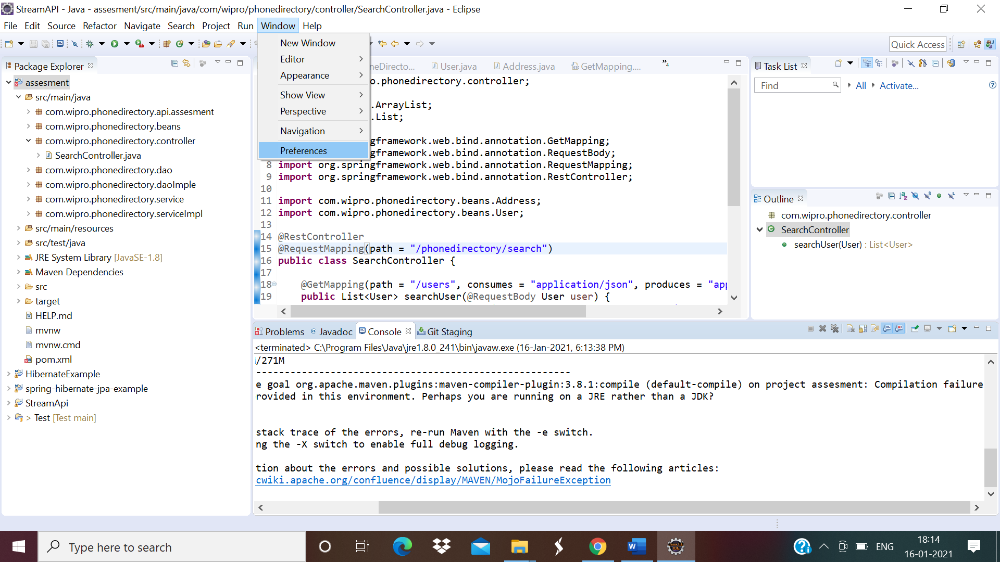 StreamAPI - Java - assesment/src/main/java/com/wipro/phonedirectory/controller/SearchController.java - Eclipse
File Edit Source Refactor Navigate Search Project Run Window Help
New Window
Editor
Appearance
Show View
Perspective
Navigation
Preferences
Quick Access
Package Explorer
assesment
src/main/java
com.wipro.phonedirectory.api.assesment
com.wipro.phonedirectory.beans
com.wipro.phonedirectory.controller
SearchController.java
com.wipro.phonedirectory.dao
com.wipro.phonedirectory.daoImple
com.wipro.phonedirectory.service
com.wipro.phonedirectory.serviceImpl
src/main/resources
src/test/java
JRE System Library [JavaSE-1.8]
Maven Dependencies
src
target
HELP.md
mvnw
mvnw.cmd
pom.xml
HibernateExample
spring-hibernate-jpa-example
StreamApi
> Test [Test main]
neDirecto... User.java Address.java GetMapping.... »4
o.phonedirectory.controller;
.ArrayList;
.List;
gframework.web.bind.annotation.GetMapping;
gframework.web.bind.annotation.RequestBody;
8 import org.springframework.web.bind.annotation.RequestMapping;
9 import org.springframework.web.bind.annotation.RestController;
10
11 import com.wipro.phonedirectory.beans.Address;
12 import com.wipro.phonedirectory.beans.User;
13
14 @RestController
15 @RequestMapping(path = "/phonedirectory/search")
16 public class SearchController {
17
18 @GetMapping(path = "/users", consumes = "application/json", produces = "app
19 public List<User> searchUser(@RequestBody User user) {
Task List
Find All Activate...
Outline
com.wipro.phonedirectory.controller
SearchController
searchUser(User) : List<User>
Problems @ Javadoc Console Git Staging
<terminated> C:\Program Files\Java\jre1.8.0_241\bin\javaw.exe (16-Jan-2021, 6:13:38 PM)
/271M
-------------------------------------------------------
e goal org.apache.maven.plugins:maven-compiler-plugin:3.8.1:compile (default-compile) on project assesment: Compilation failure
rovided in this environment. Perhaps you are running on a JRE rather than a JDK?
stack trace of the errors, re-run Maven with the -e switch.
ng the -X switch to enable full debug logging.
tion about the errors and possible solutions, please read the following articles:
cwiki.apache.org/confluence/display/MAVEN/MojoFailureException
Type here to search
ENG
18:14
16-01-2021